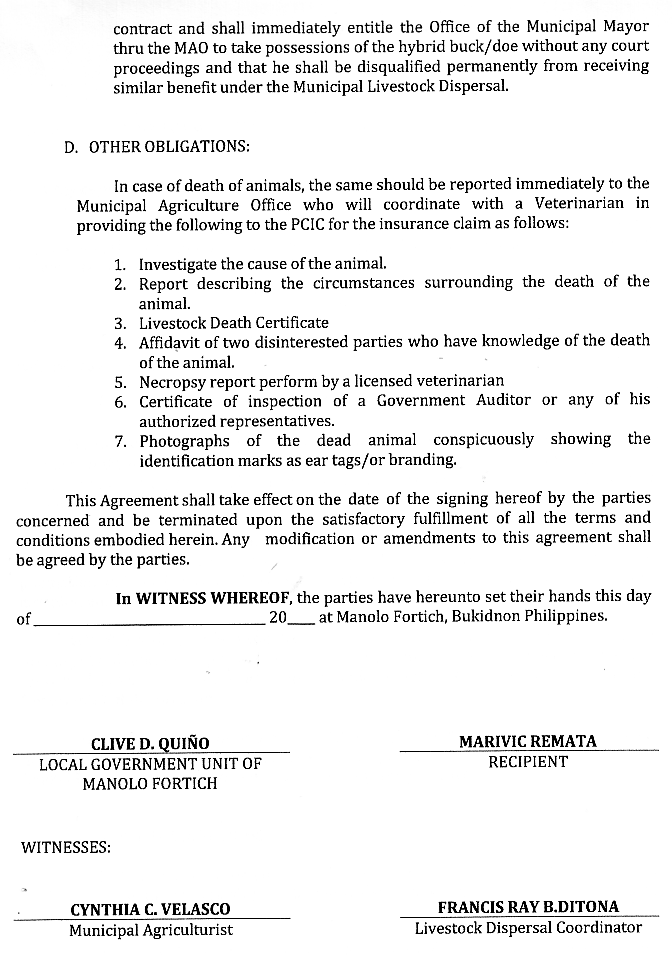 contract and shall immediately entitle the Office of the Municipal Mayor
thru the MAO to take possessions of the hybrid buck/doe without any court
proceedings and that he shall be disqualified permanently from receiving
similar benefit under the Municipal Livestock Dispersal.
D. OTHER OBLIGATIONS:
In case of death of animals, the same should be reported immediately to the
Municipal Agriculture Office who will coordinate with a Veterinarian in
providing the following to the PCIC for the insurance claim as follows:
1. Investigate the cause of the animal.
2. Report describing the circumstances surrounding the death of the
animal.
3. Livestock Death Certificate
4. Affidavit of two disinterested parties who have knowledge of the death
of the animal.
5. Necropsy report perform by a licensed veterinarian
6. Certificate of inspection of a Government Auditor or any of his
authorized representatives.
7. Photographs of the dead animal conspicuously showing the
identification marks as ear tags/or branding.
This Agreement shall take effect on the date of the signing hereof by the parties
concerned and be terminated upon the satisfactory fulfillment of all the terms and
conditions embodied herein. Any modification or amendments to this agreement shall
be agreed by the parties.
In WITNESS WHEREOF, the parties have hereunto set their hands this day
of __________________________ 20___ at Manolo Fortich, Bukidnon Philippines.
CLIVE D. QUIÑO MARIVIC REMATA
LOCAL GOVERNMENT UNIT OF RECIPIENT
MANOLO FORTICH
WITNESSES:
CYNTHIA C. VELASCO FRANCIS RAY B.DITONA
Municipal Agriculturist Livestock Dispersal Coordinator